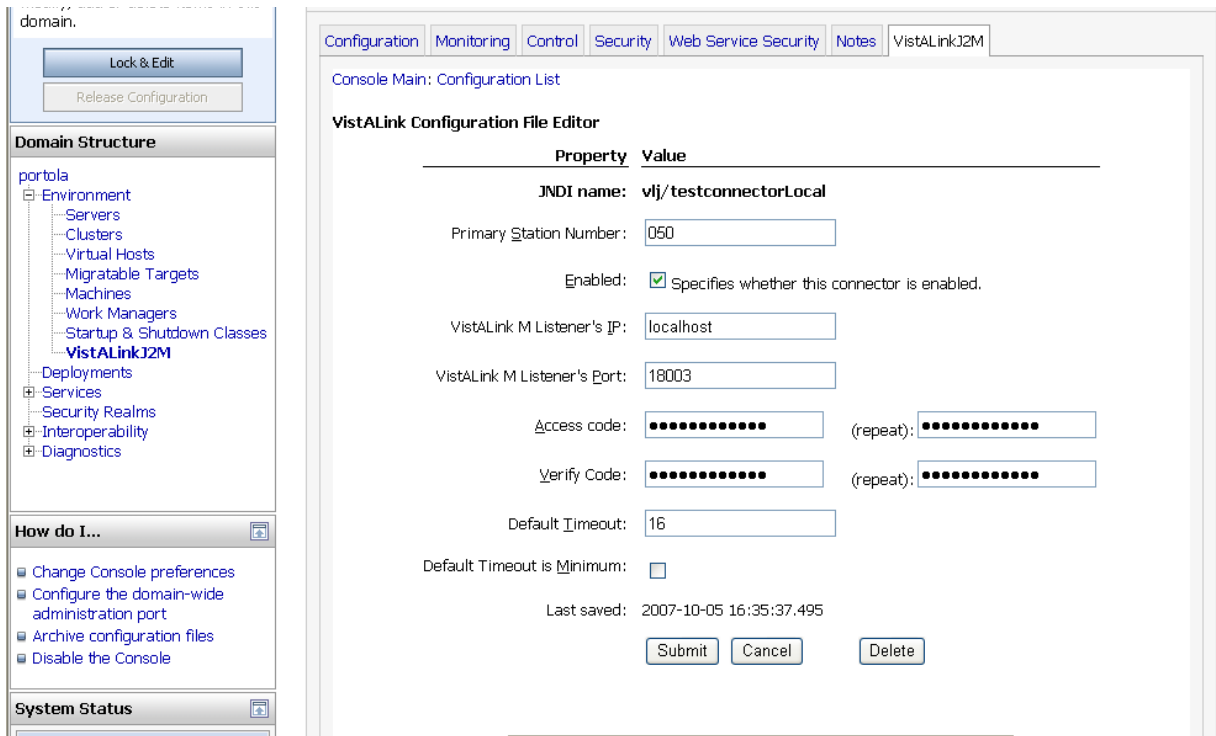 domain.
Lock & Edit
Release Configuration
Domain Structure
portola
Environment
Servers
Clusters
Virtual Hosts
Migratable Targets
Machines
Work Managers
Startup & Shutdown Classes
VistALinkJ2M
Deployments
Services
Security Realms
Interoperability
Diagnostics
How do I...
Change Console preferences
Configure the domain-wide
administration port
Archive configuration files
Disable the Console
System Status
Configuration Monitoring Control Security Web Service Security Notes VistALinkJ2M
Console Main: Configuration List
VistALink Configuration File Editor
Property Value
JNDI name: vlj/testconnectorLocal
Primary Station Number: 050
Enabled: Specifies whether this connector is enabled.
VistALink M Listener's IP: localhost
VistALink M Listener's Port: 18003
Access code: ●●●●●●●●●●●● (repeat): ●●●●●●●●●●●●
Verify Code: ●●●●●●●●●●●● (repeat): ●●●●●●●●●●●●
Default Timeout: 16
Default Timeout is Minimum:
Last saved: 2007-10-05 16:35:37.495
Submit Cancel Delete